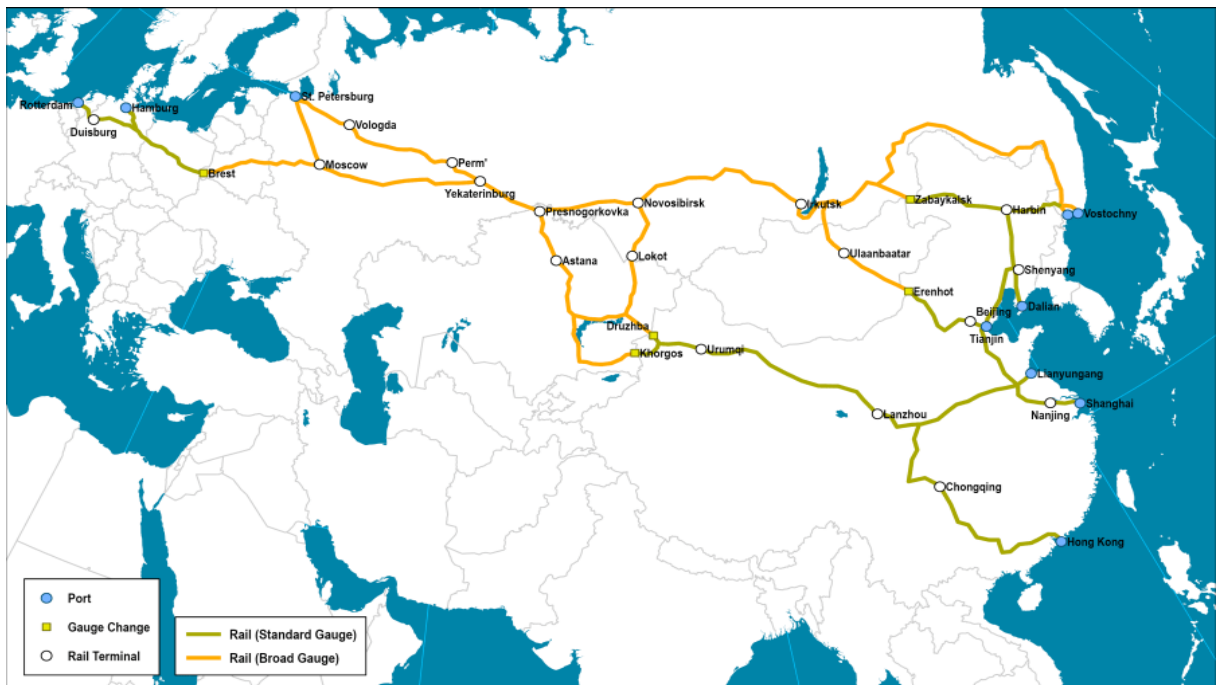 Rotterdam
Hamburg
Duisburg
St. Petersburg
Vologda
Brest
Moscow
Perm'
Yekaterinburg
Presnogorkovka
Novosibirsk
Irkutsk
Zabaykalsk
Harbin
Vostochny
Astana
Lokot
Ulaanbaatar
Shenyang
Erenhot
Beijing
Dalian
Tianjin
Druzhba
Khorgos
Urumqi
Lianyungang
Lanzhou
Nanjing
Shanghai
Chongqing
Hong Kong
Port
Gauge Change
Rail Terminal
Rail (Standard Gauge)
Rail (Broad Gauge)